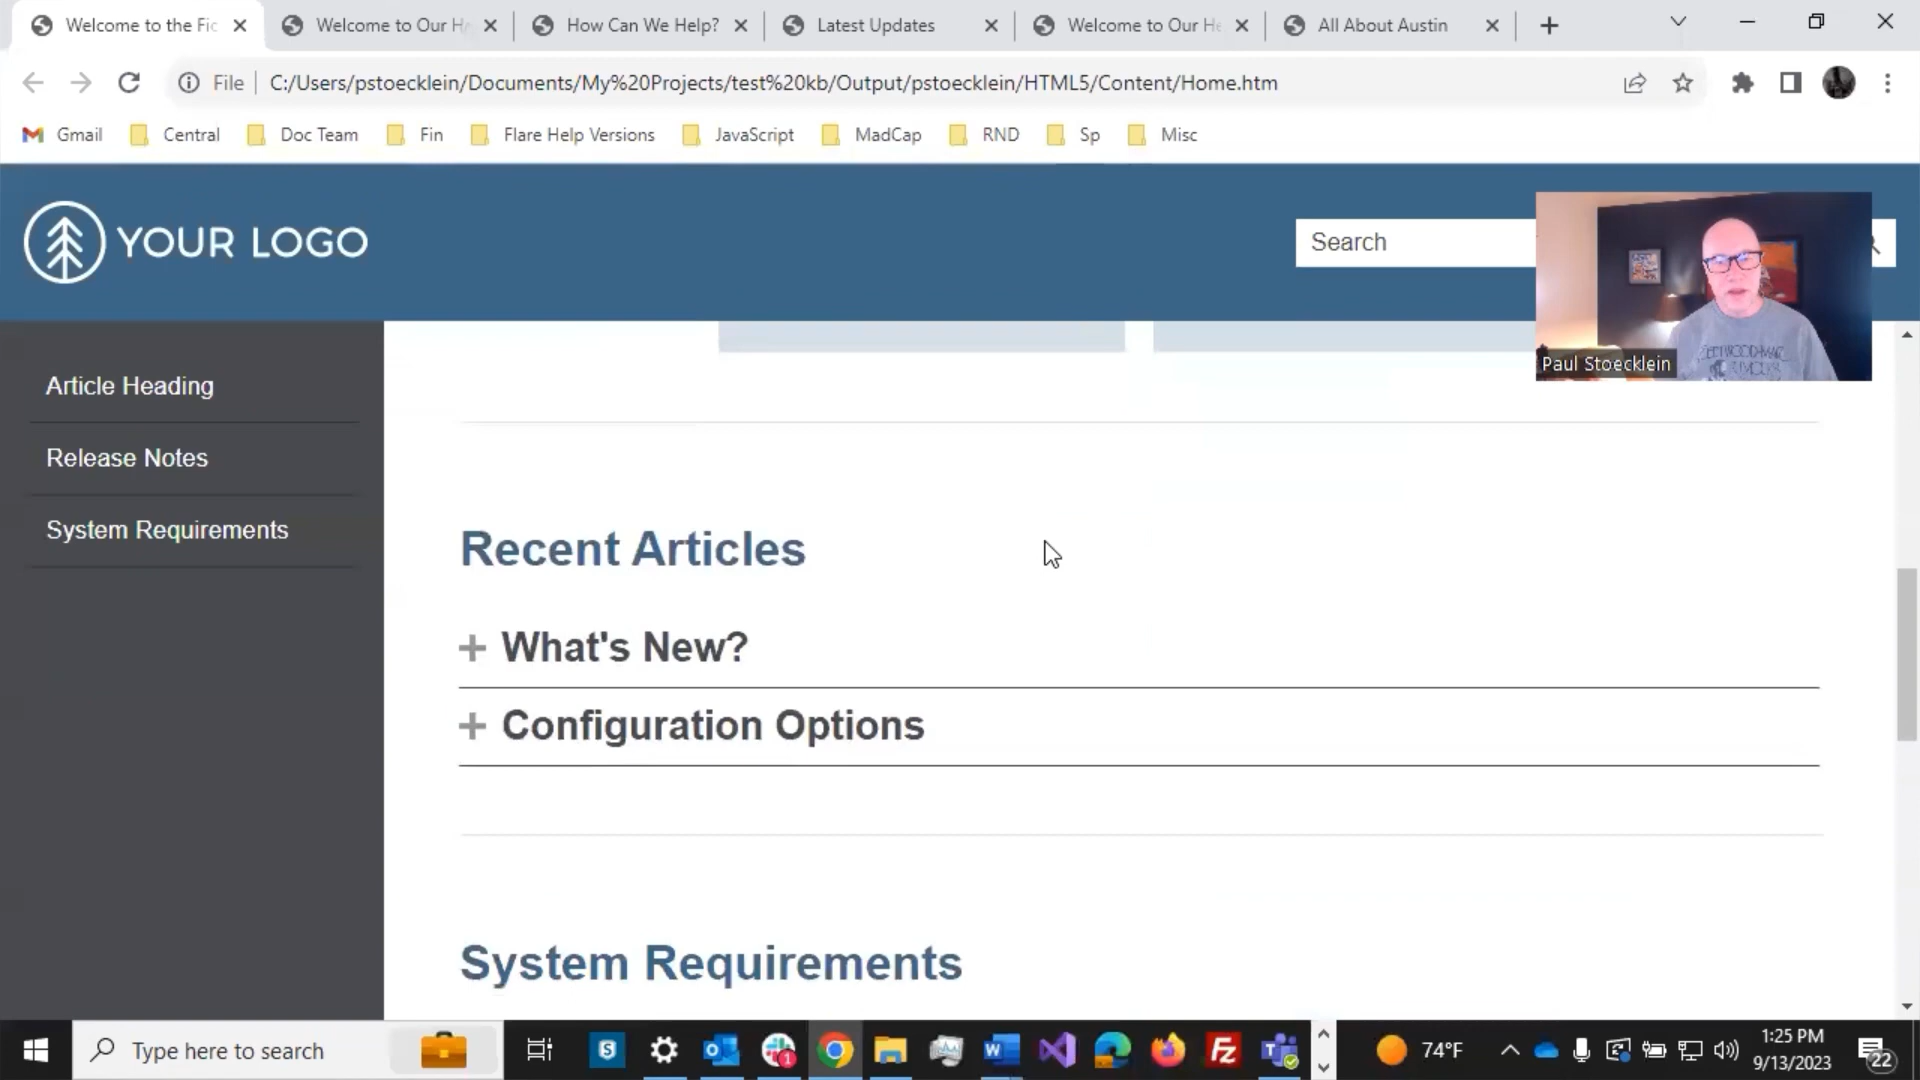 Welcome to the Fic
Welcome to Our He
How Can We Help?
Latest Updates
Welcome to Our He
All About Austin
File
C:/Users/pstoecklein/Documents/My%20Projects/test%20kb/Output/pstoecklein/HTML5/Content/Home.htm
Gmail
Central
Doc Team
Fin
Flare Help Versions
JavaScript
MadCap
RND
Sp
Misc
YOUR LOGO
Search
Paul Stoecklein
Article Heading
Release Notes
System Requirements
Recent Articles
What's New?
Configuration Options
System Requirements
Type here to search
74°F
1:25 PM
9/13/2023
22